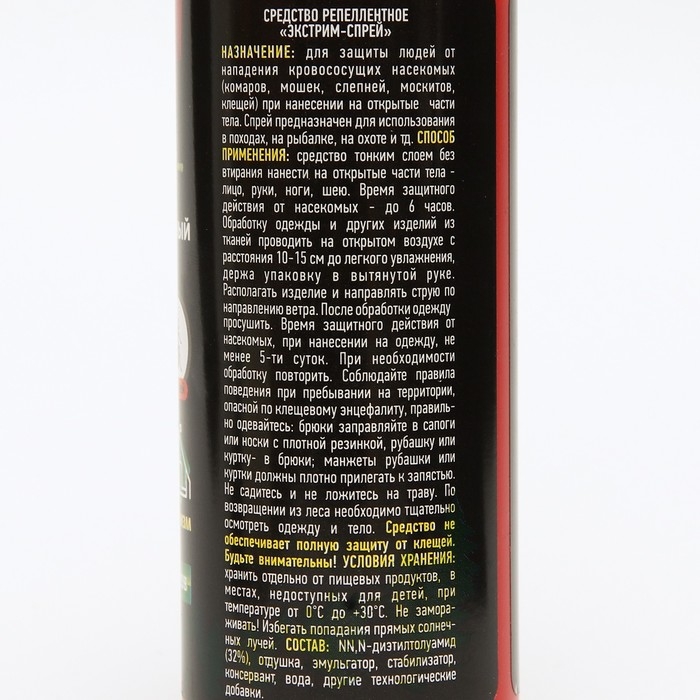 СРЕДСТВО РЕПЕЛЛЕНТНОЕ
«ЭКСТРИМ-СПРЕЙ»
НАЗНАЧЕНИЕ: для защиты людей от
нападения кровососущих насекомых
(комаров, мошек, слепней, москитов,
клещей) при нанесении на открытые части
тела. Спрей предназначен для использования
в походах, на рыбалке, на охоте и тд. СПОСОБ
ПРИМЕНЕНИЯ: средство тонким слоем без
втирания нанести на открытые части тела -
лицо, руки, ноги, шею. Время защитного
действия от насекомых - до 6 часов.
Обработку одежды и других изделий из
тканей проводить на открытом воздухе с
расстояния 10-15 см до легкого увлажнения,
держа упаковку в вытянутой руке.
Располагать изделие и направлять струю по
направлению ветра. После обработки одежду
просушить. Время защитного действия от
насекомых, при нанесении на одежду, не
менее 5-ти суток. При необходимости
обработку повторить. Соблюдайте правила
поведения при пребывании на территории,
опасной по клещевому энцефалиту, правиль-
но одевайтесь: брюки заправляйте в сапоги
или носки с плотной резинкой, рубашку или
куртку- в брюки; манжеты рубашки или
куртки должны плотно прилегать к запястью.
Не садитесь и не ложитесь на траву. По
возвращении из леса необходимо тщательно
осмотреть одежду и тело. Средство не
обеспечивает полную защиту от клещей.
Будьте внимательны! УСЛОВИЯ ХРАНЕНИЯ:
хранить отдельно от пищевых продуктов, в
местах, недоступных для детей, при
температуре от 0°С до +30°С. Не замора-
живать! Избегать попадания прямых солнеч-
ных лучей. СОСТАВ: NN,N-диэтилтолуамид
(32%), отдушка, эмульгатор, стабилизатор,
консервант, вода, другие технологические
добавки.